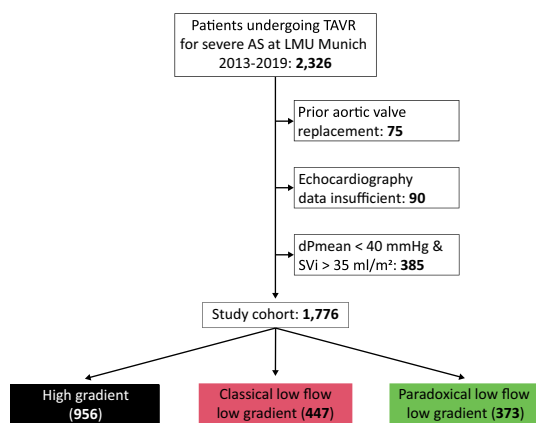 Patients undergoing TAVR
for severe AS at LMU Munich
2013-2019: 2,326
Prior aortic valve
replacement: 75
Echocardiography
data insufficient: 90
dPmean < 40 mmHg &
SVi > 35 ml/m²: 385
Study cohort: 1,776
High gradient
(956)
Classical low flow
low gradient (447)
Paradoxical low flow
low gradient (373)